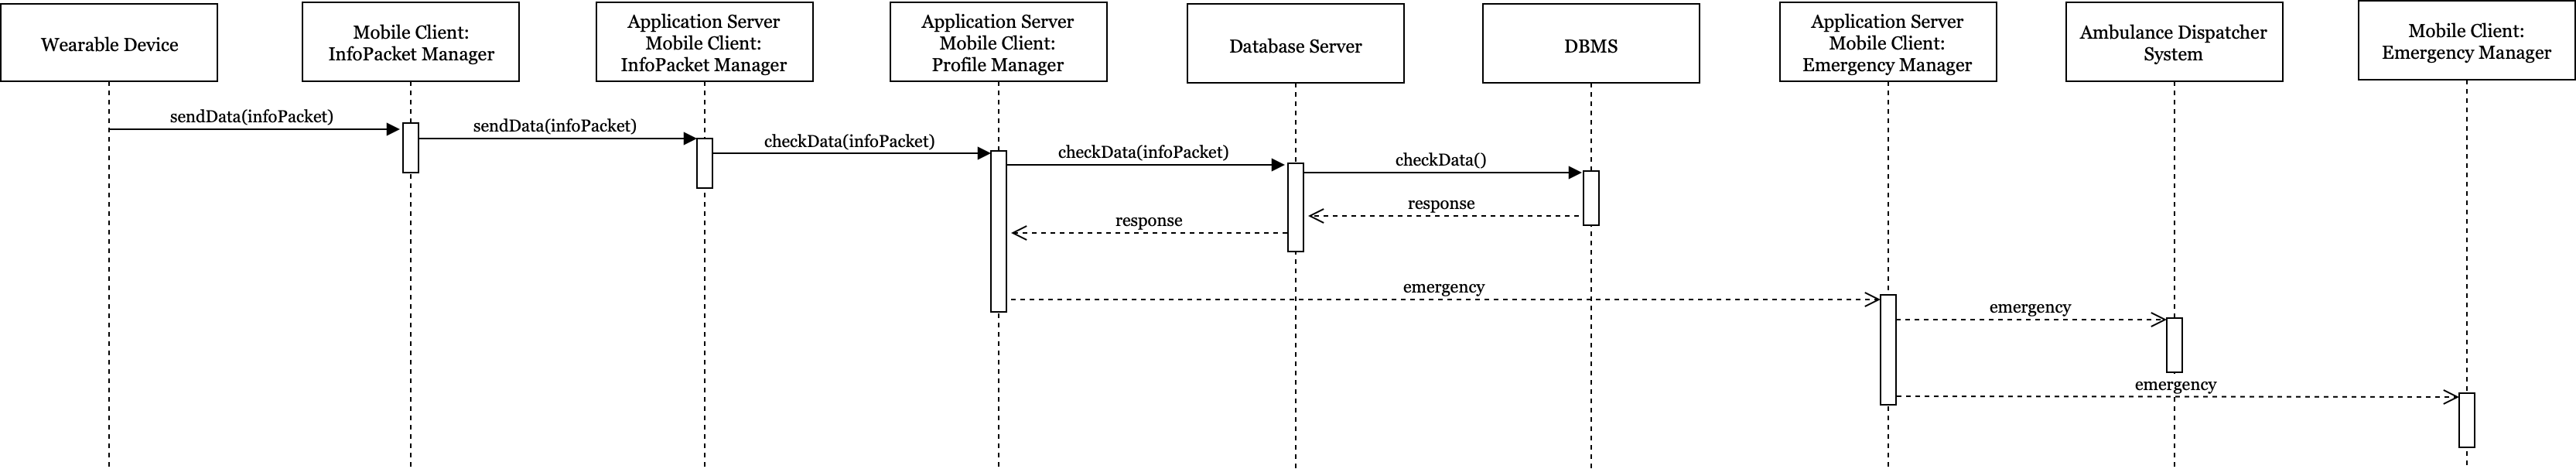 Wearable Device
Mobile Client:
InfoPacket Manager
Application Server
Mobile Client:
InfoPacket Manager
Application Server
Mobile Client:
Profile Manager
Database Server
DBMS
Application Server
Mobile Client:
Emergency Manager
Ambulance Dispatcher
System
Mobile Client:
Emergency Manager
sendData(infoPacket)
sendData(infoPacket)
checkData(infoPacket)
checkData(infoPacket)
checkData()
response
response
emergency
emergency
emergency